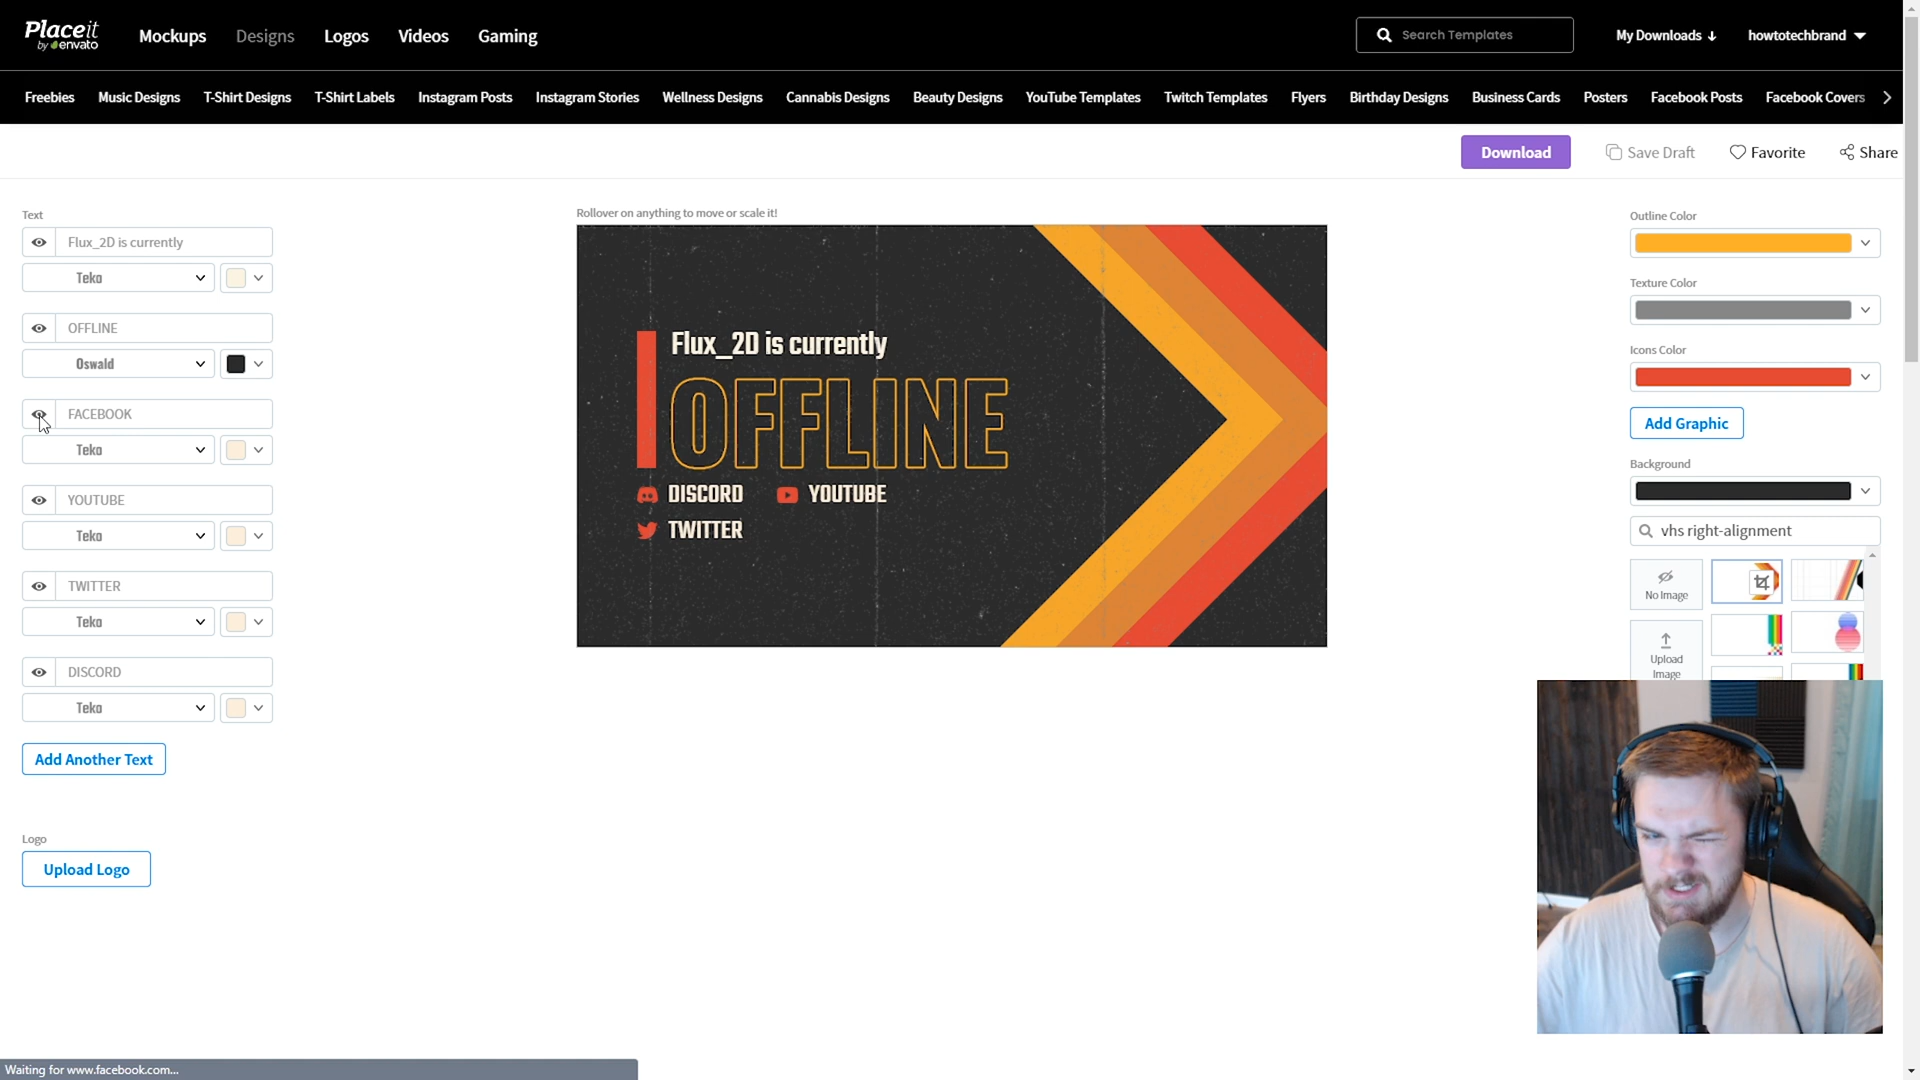 Placeit
by envato
Mockups
Designs
Logos
Videos
Gaming
Search Templates
My Downloads
howtotechbrand
Freebies
Music Designs
T-Shirt Designs
T-Shirt Labels
Instagram Posts
Instagram Stories
Wellness Designs
Cannabis Designs
Beauty Designs
YouTube Templates
Twitch Templates
Flyers
Birthday Designs
Business Cards
Posters
Facebook Posts
Facebook Covers
Download
Save Draft
Favorite
Share
Text
Flux_2D is currently
Teko
OFFLINE
Oswald
FACEBOOK
Teko
YOUTUBE
Teko
TWITTER
Teko
DISCORD
Teko
Add Another Text
Logo
Upload Logo
Rollover on anything to move or scale it!
Flux_2D is currently
OFFLINE
DISCORD
YOUTUBE
TWITTER
Outline Color
Texture Color
Icons Color
Add Graphic
Background
vhs right-alignment
No Image
Upload
Image
Waiting for www.facebook.com...